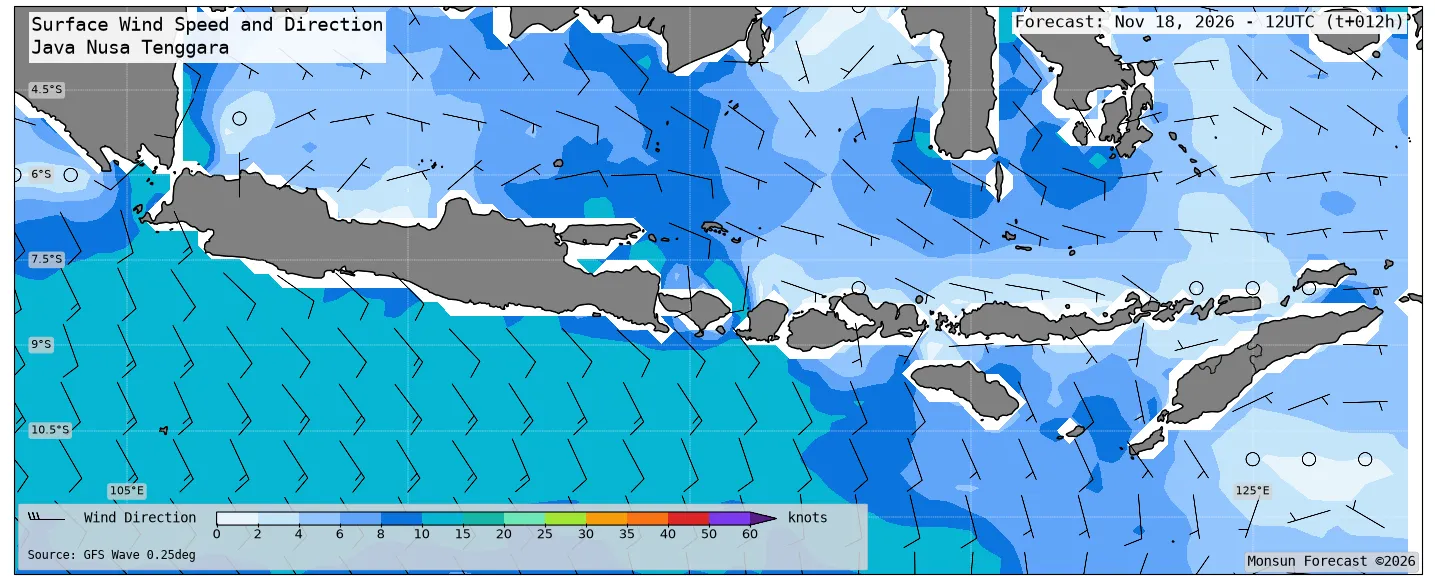 Surface Wind Speed and Direction
Java Nusa Tenggara
Forecast: Nov 18, 2026 - 12UTC (t+012h)
4.5°S
6°S
7.5°S
9°S
10.5°S
105°E
125°E
Wind Direction
knots
0 2 4 6 8 10 15 20 25 30 35 40 50 60
Source: GFS Wave 0.25deg
Monsun Forecast ©2026